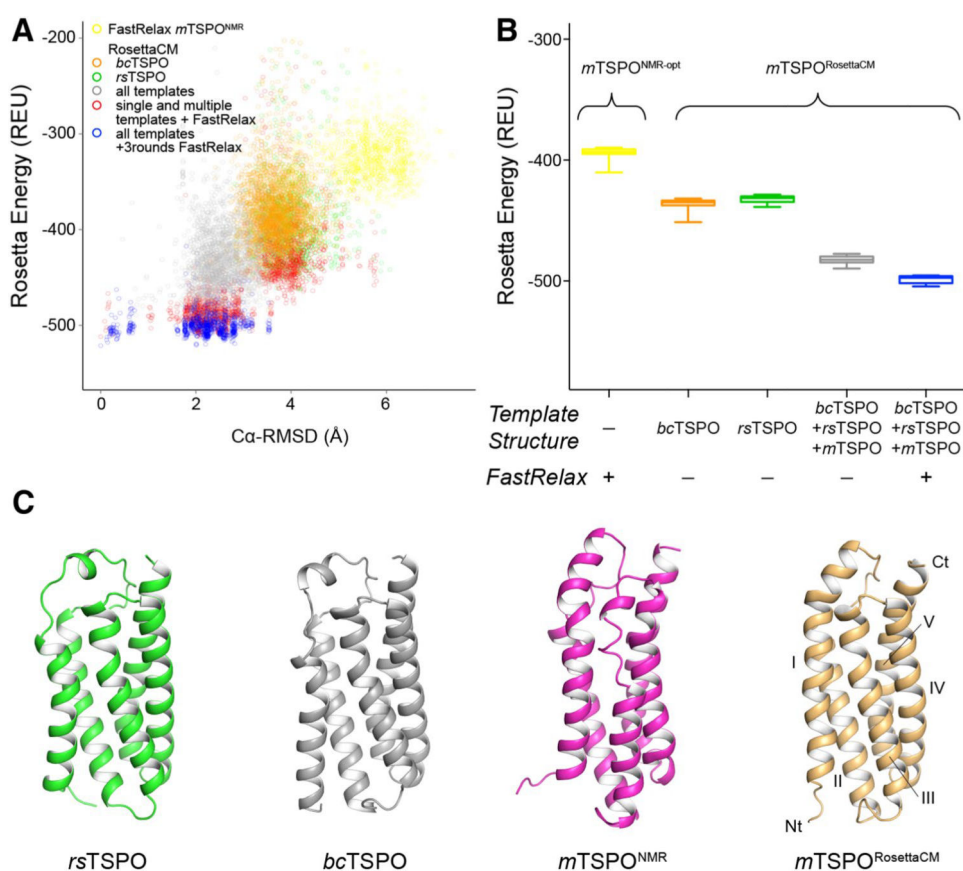 A
FastRelax mTSPO^NMR
RosettaCM
bcTSPO
rsTSPO
all templates
single and multiple
templates + FastRelax
all templates
+3rounds FastRelax
Rosetta Energy (REU)
-200
-300
-400
-500
0
2
4
6
Cα-RMSD (Å)
B
mTSPO^NMR-opt
mTSPO^RosettaCM
Rosetta Energy (REU)
-300
-400
-500
Template
Structure
–
bcTSPO
rsTSPO
bcTSPO
+rsTSPO
+mTSPO
bcTSPO
+rsTSPO
+mTSPO
FastRelax
+
–
–
–
+
C
Ct
V
I
IV
II
III
Nt
rsTSPO
bcTSPO
mTSPO^NMR
mTSPO^RosettaCM